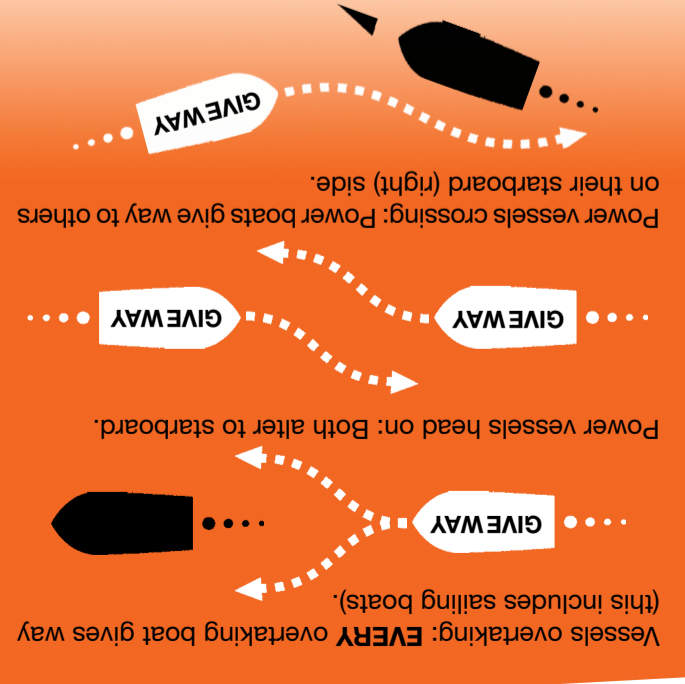 Vessels overtaking: EVERY overtaking boat gives way
(this includes sailing boats).
GIVE WAY
Power vessels head on: Both alter to starboard.
GIVE WAY
GIVE WAY
Power vessels crossing: Power boats give way to others
on their starboard (right) side.
GIVE WAY